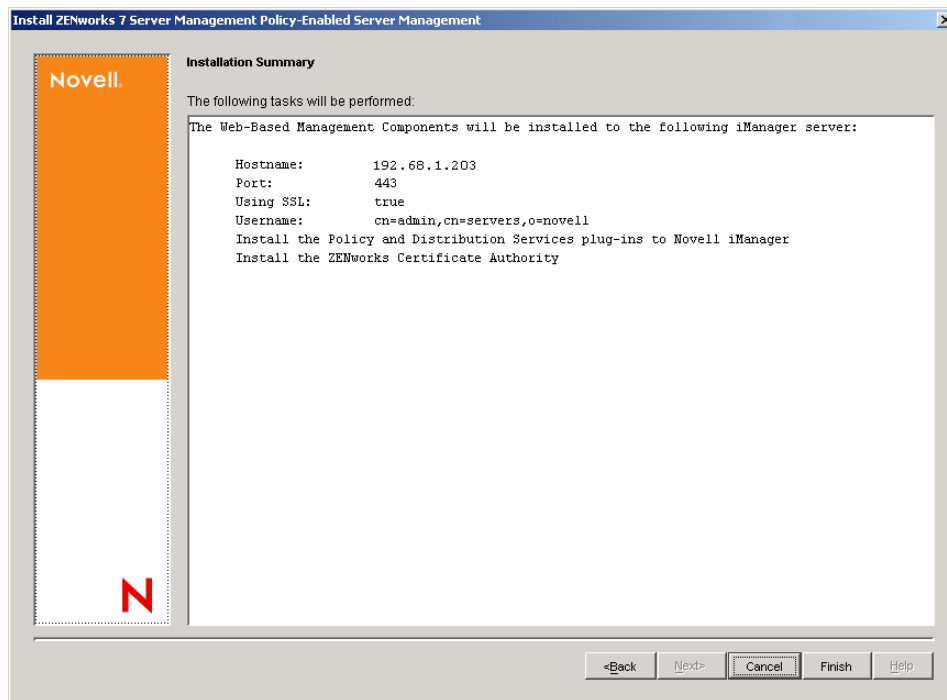 Install ZENworks 7 Server Management Policy-Enabled Server Management
Novell.
Installation Summary
The following tasks will be performed:
The Web-Based Management Components will be installed to the following iManager server:
Hostname: 192.68.1.203
Port: 443
Using SSL: true
Username: cn=admin,cn=servers,o=novell
Install the Policy and Distribution Services plug-ins to Novell iManager
Install the ZENworks Certificate Authority
N
<Back Next> Cancel Finish Help